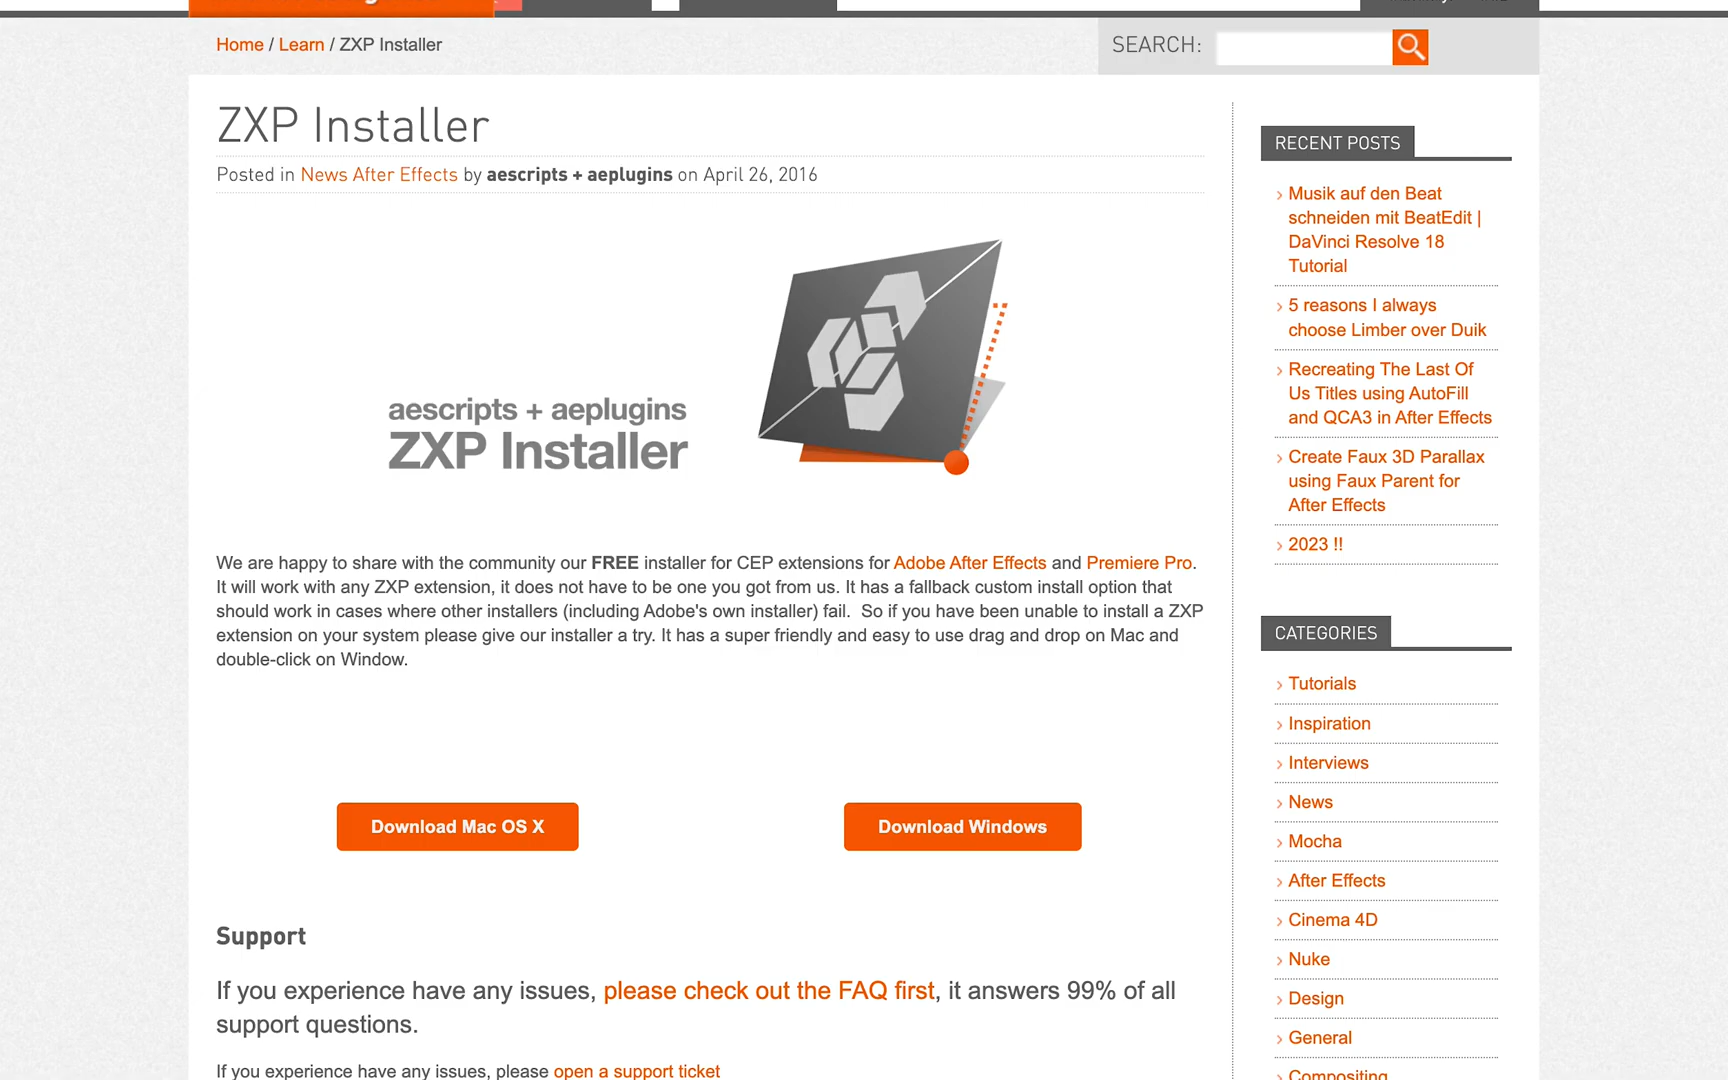 Home / Learn / ZXP Installer
SEARCH:
ZXP Installer
Posted in News After Effects by aescripts + aeplugins on April 26, 2016
aescripts + aeplugins
ZXP Installer
We are happy to share with the community our FREE installer for CEP extensions for Adobe After Effects and Premiere Pro.
It will work with any ZXP extension, it does not have to be one you got from us. It has a fallback custom install option that
should work in cases where other installers (including Adobe's own installer) fail.  So if you have been unable to install a ZXP
extension on your system please give our installer a try. It has a super friendly and easy to use drag and drop on Mac and
double-click on Window.
Download Mac OS X
Download Windows
Support
If you experience have any issues, please check out the FAQ first, it answers 99% of all
support questions.
If you experience have any issues, please open a support ticket
RECENT POSTS
Musik auf den Beat
schneiden mit BeatEdit |
DaVinci Resolve 18
Tutorial
5 reasons I always
choose Limber over Duik
Recreating The Last Of
Us Titles using AutoFill
and QCA3 in After Effects
Create Faux 3D Parallax
using Faux Parent for
After Effects
2023 !!
CATEGORIES
Tutorials
Inspiration
Interviews
News
Mocha
After Effects
Cinema 4D
Nuke
Design
General
Compositing